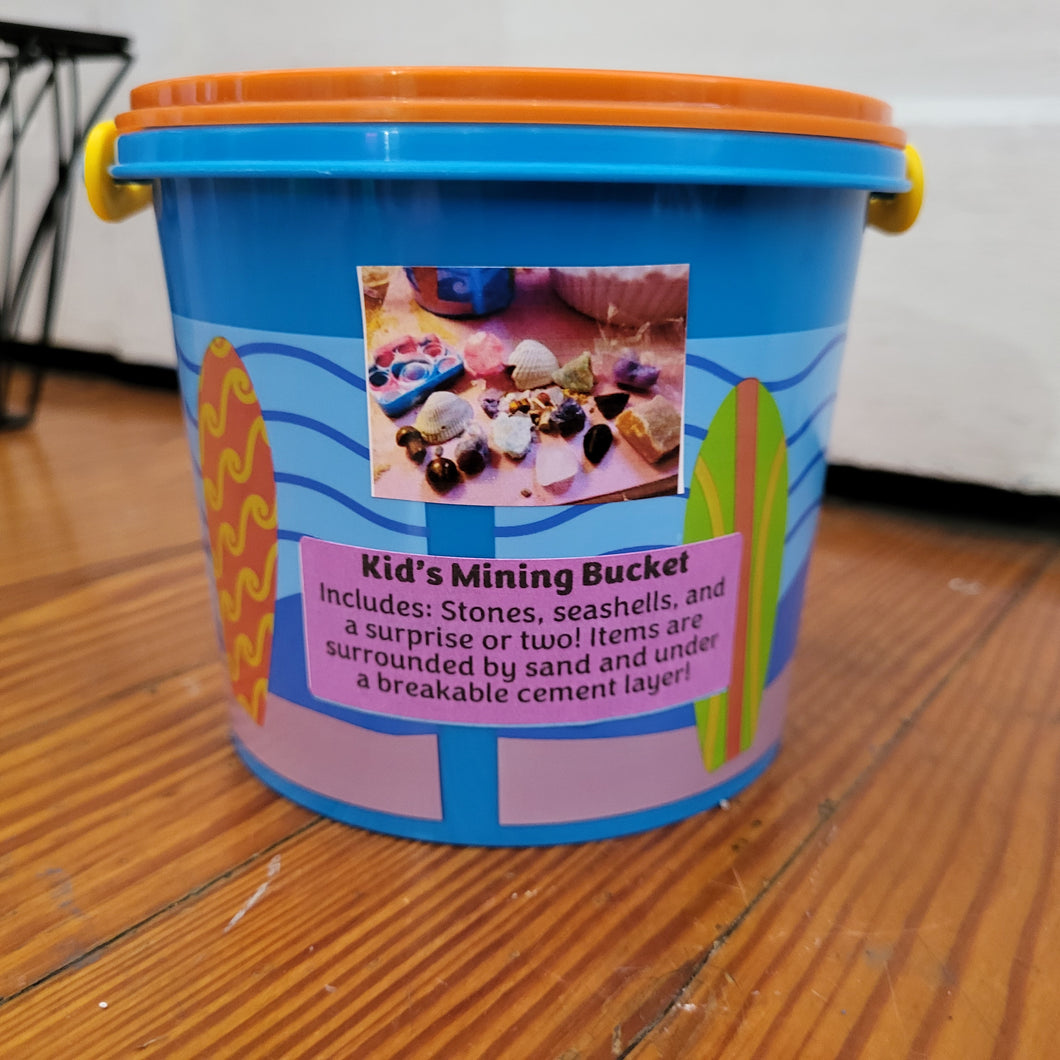 Kid's Mining Bucket
Includes: Stones, seashells, and
a surprise or two! Items are
surrounded by sand and under
a breakable cement layer!